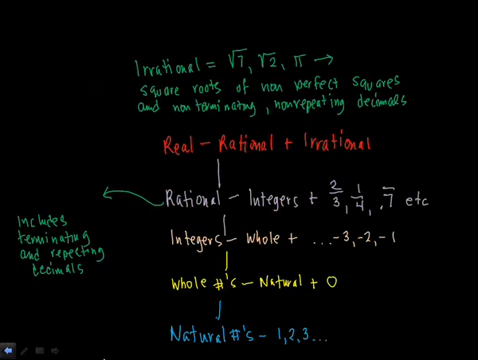 Irrational = √7, √2, π →
square roots of non perfect squares
and non terminating, nonrepeating decimals
Real - Rational + Irrational
Rational - Integers + 2/3, 1/4, .7̅ etc
Includes
terminating
and repeating
decimals
Integers - Whole + ...-3, -2, -1
Whole #'s - Natural + 0
Natural #'s - 1, 2, 3...